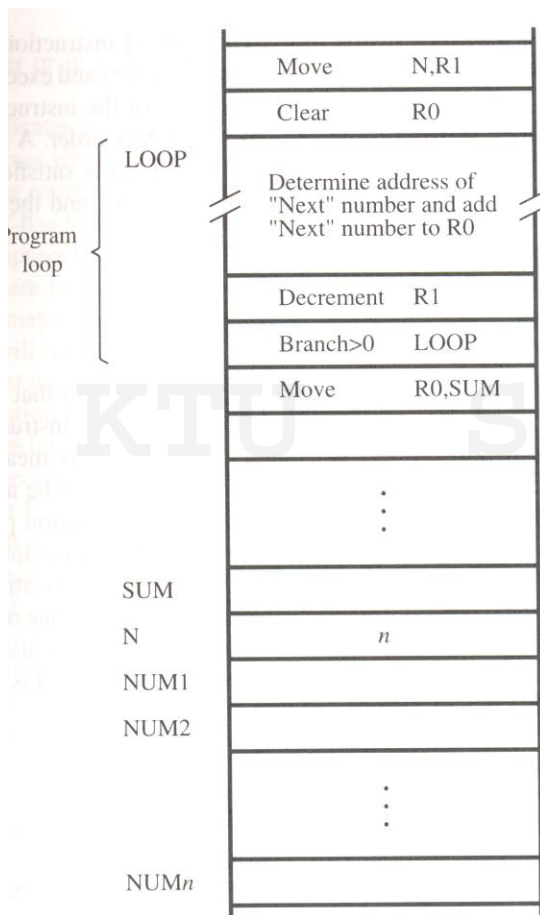 Move N,R1
Clear R0
LOOP
Determine address of
"Next" number and add
"Next" number to R0
Program
loop
Decrement R1
Branch>0 LOOP
Move R0,SUM
KTU S
SUM
N n
NUM1
NUM2
NUMn